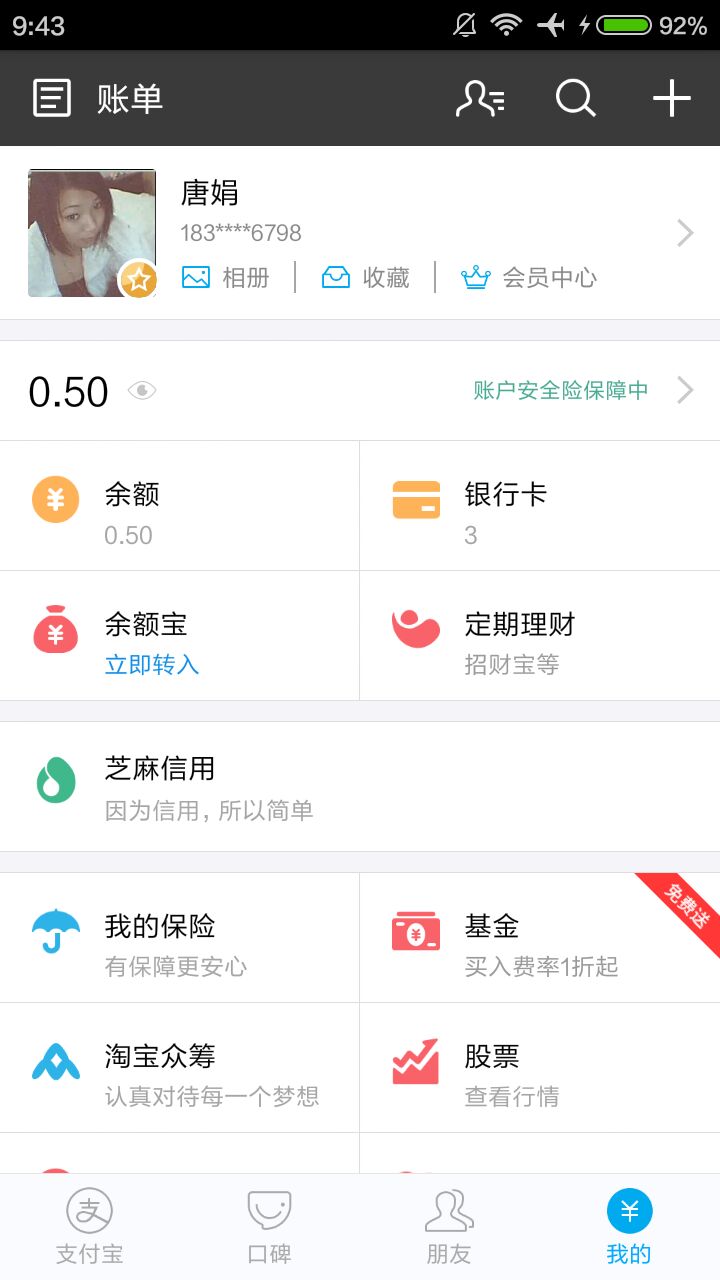 9:43
92%
账单
唐娟
183****6798
相册
收藏
会员中心
0.50
账户安全险保障中
余额
0.50
银行卡
3
余额宝
立即转入
定期理财
招财宝等
芝麻信用
因为信用，所以简单
免费送
我的保险
有保障更安心
基金
买入费率1折起
淘宝众筹
认真对待每一个梦想
股票
查看行情
支付宝
口碑
朋友
我的